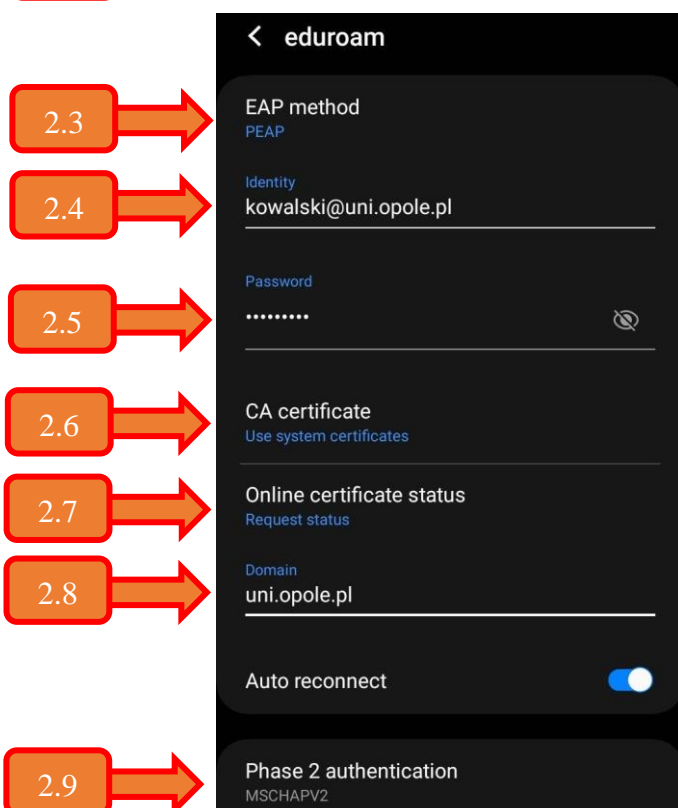 eduroam
2.3
EAP method
PEAP
2.4
Identity
kowalski@uni.opole.pl
2.5
Password
•••••••••
2.6
CA certificate
Use system certificates
2.7
Online certificate status
Request status
2.8
Domain
uni.opole.pl
Auto reconnect
2.9
Phase 2 authentication
MSCHAPV2